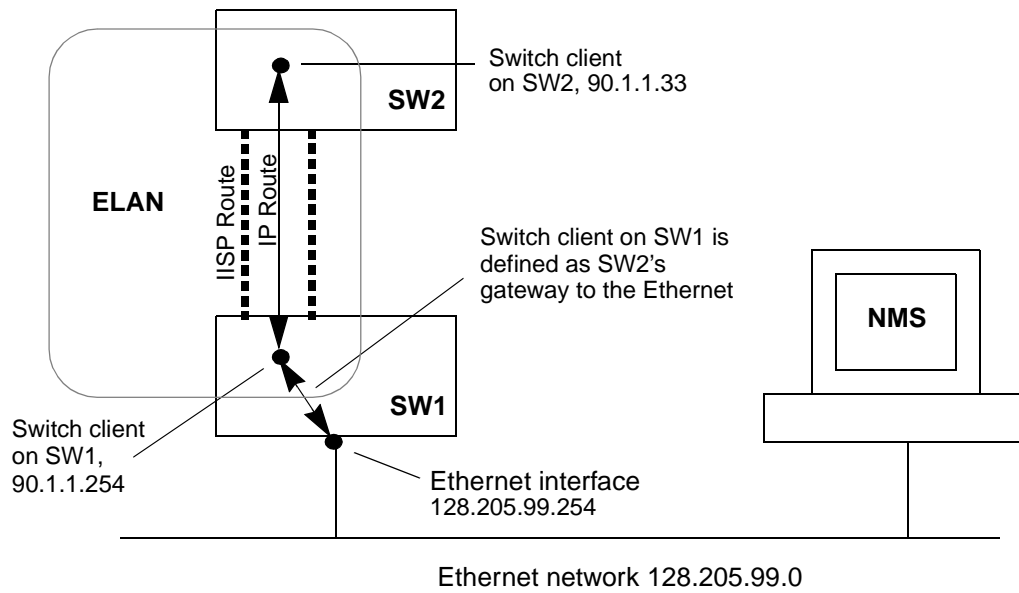 Switch client
on SW2, 90.1.1.33
SW2
ELAN
IISP Route
IP Route
Switch client on SW1 is
defined as SW2’s
gateway to the Ethernet
NMS
SW1
Switch client
on SW1,
90.1.1.254
Ethernet interface
128.205.99.254
Ethernet network 128.205.99.0